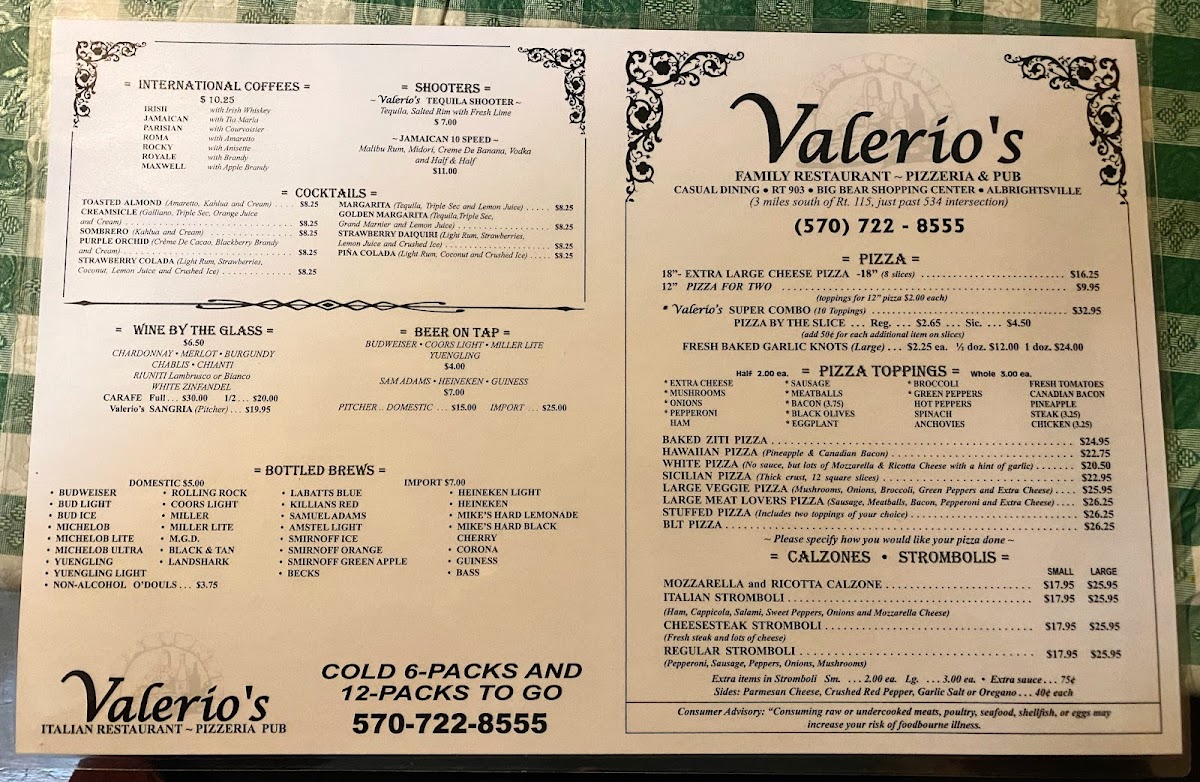 = INTERNATIONAL COFFEES =
$ 10.25
IRISH with Irish Whiskey
JAMAICAN with Tia Maria
PARISIAN with Courvoisier
ROMA with Amaretto
ROCKY with Anisette
ROYALE with Brandy
MAXWELL with Apple Brandy
= SHOOTERS =
~ Valerio's TEQUILA SHOOTER ~
Tequila, Salted Rim with Fresh Lime
$ 7.00
~ JAMAICAN 10 SPEED ~
Malibu Rum, Midori, Creme De Banana, Vodka
and Half & Half
$11.00
= COCKTAILS =
TOASTED ALMOND (Amaretto, Kahlua and Cream) . . . . $8.25
CREAMSICLE (Galliano, Triple Sec, Orange Juice
and Cream) . . . . $8.25
SOMBRERO (Kahlua and Cream) . . . . $8.25
PURPLE ORCHID (Crème De Cacao, Blackberry Brandy
and Cream) . . . . $8.25
STRAWBERRY COLADA (Light Rum, Strawberries,
Coconut, Lemon Juice and Crushed Ice) . . . . $8.25
MARGARITA (Tequila, Triple Sec and Lemon Juice) . . . . $8.25
GOLDEN MARGARITA (Tequila,Triple Sec,
Grand Marnier and Lemon Juice) . . . . $8.25
STRAWBERRY DAIQUIRI (Light Rum, Strawberries,
Lemon Juice and Crushed Ice) . . . . $8.25
PIÑA COLADA (Light Rum, Coconut and Crushed Ice) . . . . $8.25
= WINE BY THE GLASS =
$6.50
CHARDONNAY • MERLOT • BURGUNDY
CHABLIS • CHIANTI
RIUNITI Lambrusco or Bianco
WHITE ZINFANDEL
CARAFE Full . . . $30.00 1/2 . . . $20.00
Valerio's SANGRIA (Pitcher) . . . $19.95
= BEER ON TAP =
BUDWEISER • COORS LIGHT • MILLER LITE
YUENGLING
$4.00
SAM ADAMS • HEINEKEN • GUINESS
$7.00
PITCHER . . DOMESTIC . . . $15.00 IMPORT . . . $25.00
= BOTTLED BREWS =
DOMESTIC $5.00
• BUDWEISER
• BUD LIGHT
• BUD ICE
• MICHELOB
• MICHELOB LITE
• MICHELOB ULTRA
• YUENGLING
• YUENGLING LIGHT
• NON-ALCOHOL O'DOULS . . . $3.75
• ROLLING ROCK
• COORS LIGHT
• MILLER
• MILLER LITE
• M.G.D.
• BLACK & TAN
• LANDSHARK
IMPORT $7.00
• LABATTS BLUE
• KILLIANS RED
• SAMUEL ADAMS
• AMSTEL LIGHT
• SMIRNOFF ICE
• SMIRNOFF ORANGE
• SMIRNOFF GREEN APPLE
• BECKS
• HEINEKEN LIGHT
• HEINEKEN
• MIKE'S HARD LEMONADE
• MIKE'S HARD BLACK
CHERRY
• CORONA
• GUINESS
• BASS
Valerio's
ITALIAN RESTAURANT ~ PIZZERIA PUB
COLD 6-PACKS AND
12-PACKS TO GO
570-722-8555
Valerio's
FAMILY RESTAURANT ~ PIZZERIA & PUB
CASUAL DINING • RT 903 • BIG BEAR SHOPPING CENTER • ALBRIGHTSVILLE
(3 miles south of Rt. 115, just past 534 intersection)
(570) 722 - 8555
= PIZZA =
18"- EXTRA LARGE CHEESE PIZZA -18" (8 slices) . . . . $16.25
12" PIZZA FOR TWO . . . . $9.95
(toppings for 12" pizza $2.00 each)
* Valerio's SUPER COMBO (10 Toppings) . . . . $32.95
PIZZA BY THE SLICE . . . Reg. . . . $2.65 . . . Sic. . . . $4.50
(add 50¢ for each additional item on slices)
FRESH BAKED GARLIC KNOTS (Large) . . . $2.25 ea. ½ doz. $12.00 1 doz. $24.00
Half 2.00 ea. = PIZZA TOPPINGS = Whole 3.00 ea.
* EXTRA CHEESE
* MUSHROOMS
* ONIONS
* PEPPERONI
HAM
* SAUSAGE
* MEATBALLS
* BACON (3.75)
* BLACK OLIVES
* EGGPLANT
* BROCCOLI
* GREEN PEPPERS
HOT PEPPERS
SPINACH
ANCHOVIES
FRESH TOMATOES
CANADIAN BACON
PINEAPPLE
STEAK (3.25)
CHICKEN (3.25)
BAKED ZITI PIZZA . . . . $24.95
HAWAIIAN PIZZA (Pineapple & Canadian Bacon) . . . . $22.75
WHITE PIZZA (No sauce, but lots of Mozzarella & Ricotta Cheese with a hint of garlic) . . . . $20.50
SICILIAN PIZZA (Thick crust, 12 square slices) . . . . $22.95
LARGE VEGGIE PIZZA (Mushrooms, Onions, Broccoli, Green Peppers and Extra Cheese) . . . . $25.95
LARGE MEAT LOVERS PIZZA (Sausage, Meatballs, Bacon, Pepperoni and Extra Cheese) . . . . $26.25
STUFFED PIZZA (Includes two toppings of your choice) . . . . $26.25
BLT PIZZA . . . . $26.25
~ Please specify how you would like your pizza done ~
= CALZONES • STROMBOLIS =
SMALL LARGE
MOZZARELLA and RICOTTA CALZONE . . . . $17.95 $25.95
ITALIAN STROMBOLI . . . . $17.95 $25.95
(Ham, Cappicola, Salami, Sweet Peppers, Onions and Mozzarella Cheese)
CHEESESTEAK STROMBOLI . . . . $17.95 $25.95
(Fresh steak and lots of cheese)
REGULAR STROMBOLI . . . . $17.95 $25.95
(Pepperoni, Sausage, Peppers, Onions, Mushrooms)
Extra items in Stromboli Sm. . . . 2.00 ea. Lg. . . . 3.00 ea. • Extra sauce . . . 75¢
Sides: Parmesan Cheese, Crushed Red Pepper, Garlic Salt or Oregano . . . 40¢ each
Consumer Advisory: "Consuming raw or undercooked meats, poultry, seafood, shellfish, or eggs may
increase your risk of foodbourne illness.